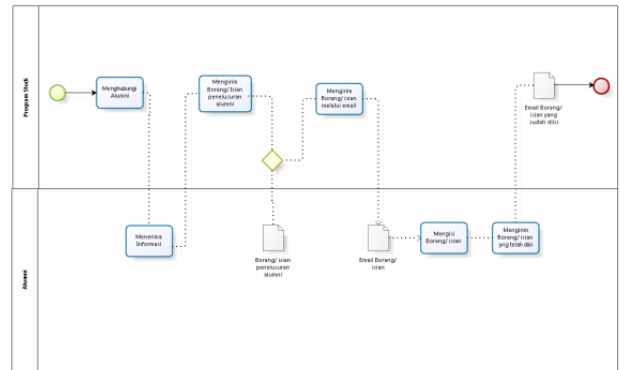 Program Studi
Menghubungi
Alumni
Mengirim
Borang/ Isian
penelusuran
alumni
Mengirim
Borang/ Isian
melalui email
Email Borang/
isian yang
sudah diisi
Alumni
Menerima
Informasi
Borang/ isian
penelusuran
alumni
Email Borang/
isian
Mengisi
Borang/ isian
Mengirim
Borang/ isian
yng telah diisi